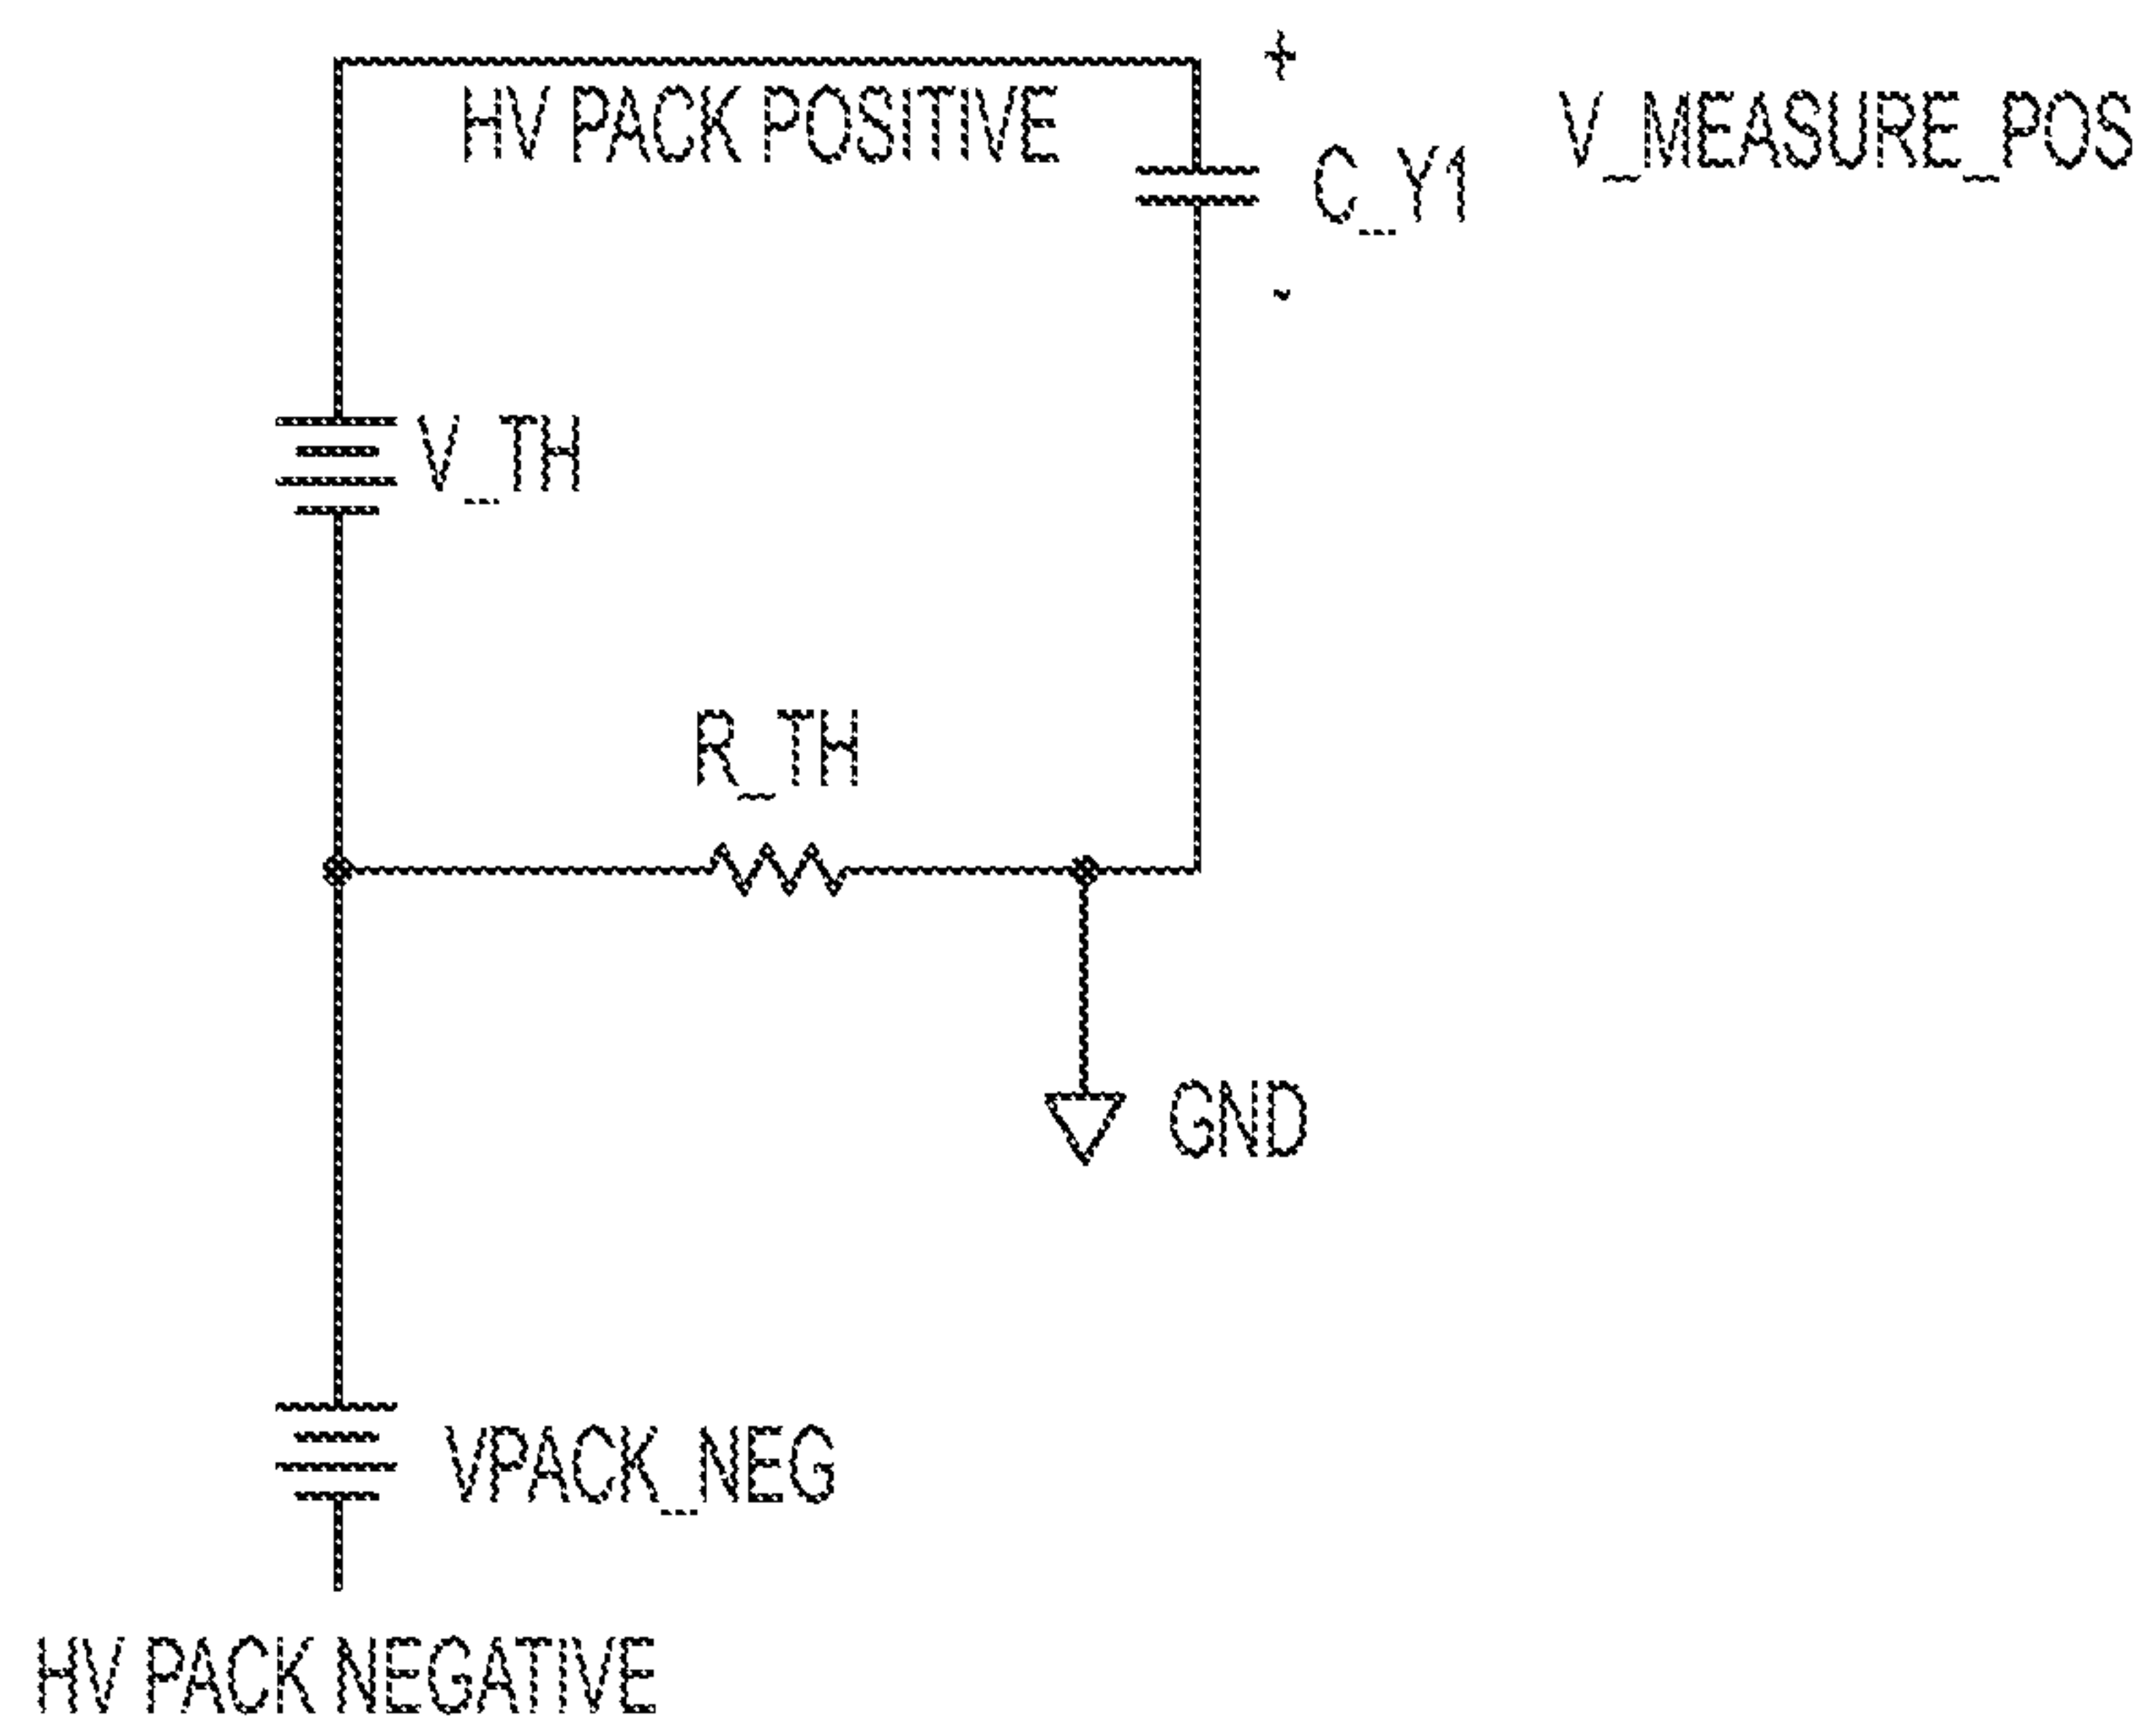 +
HV PACK POSITIVE
V_MEASURE_POS
C_Y1
-
V_TH
R_TH
GND
VPACK_NEG
HV PACK NEGATIVE